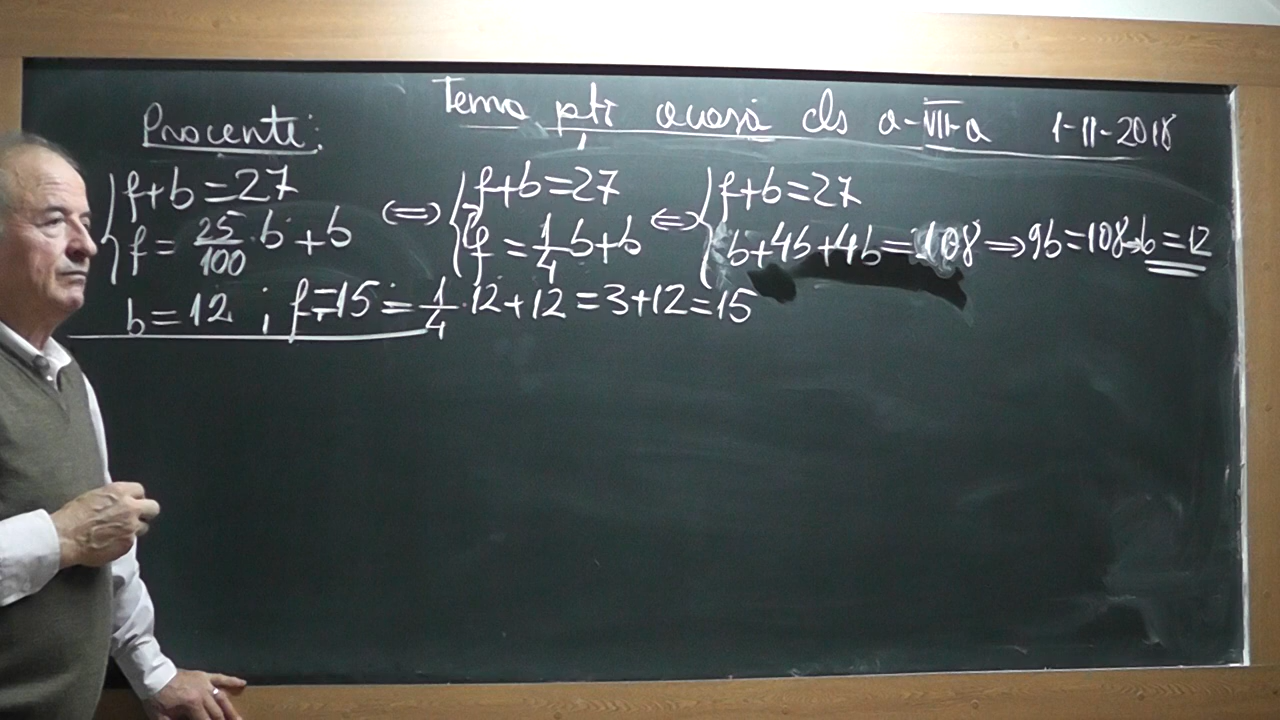 Tema ptr acasă cls a-VII-a 1-11-2018
Procente:
f+b=27 ⇔ f+b=27 ⇔ f+b=27
f=25/100·b+b f=1/4b+b b+4b+4b=108⇒9b=108⇒b=12
b=12 ; f=15=1/4·12+12=3+12=15